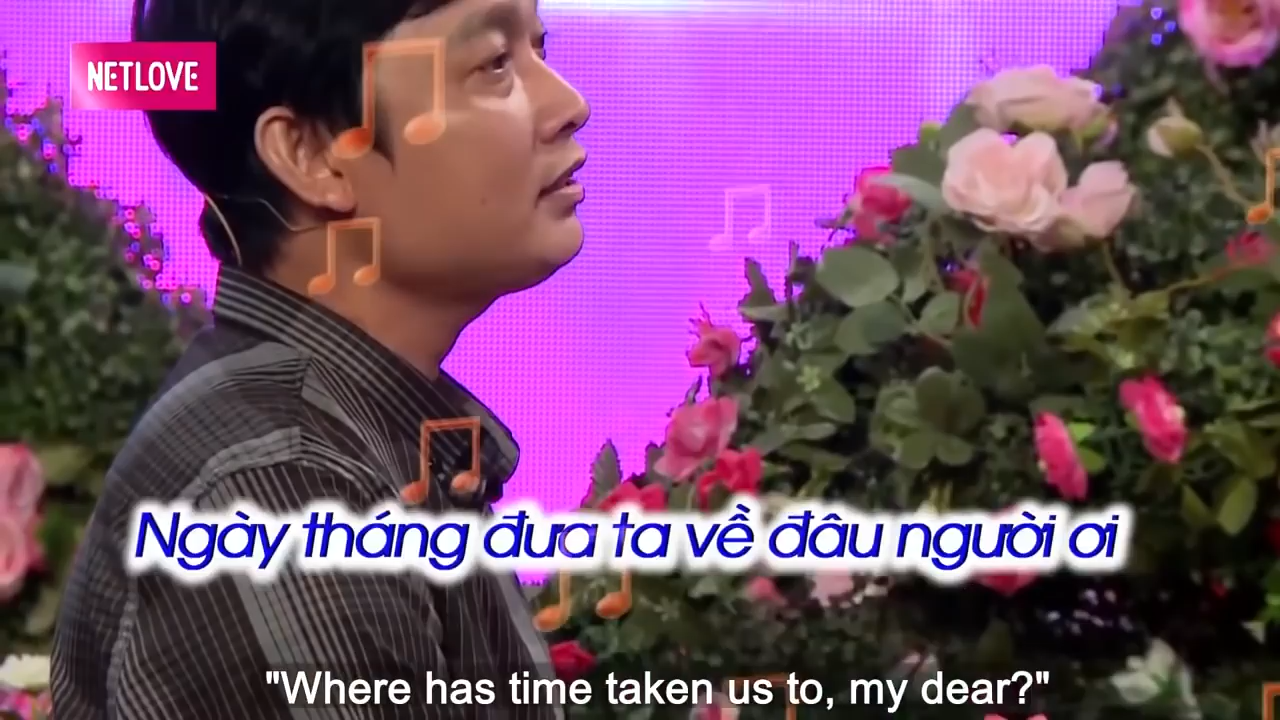 NETLOVE
Ngày tháng đưa ta về đâu người ơi
"Where has time taken us to, my dear?"